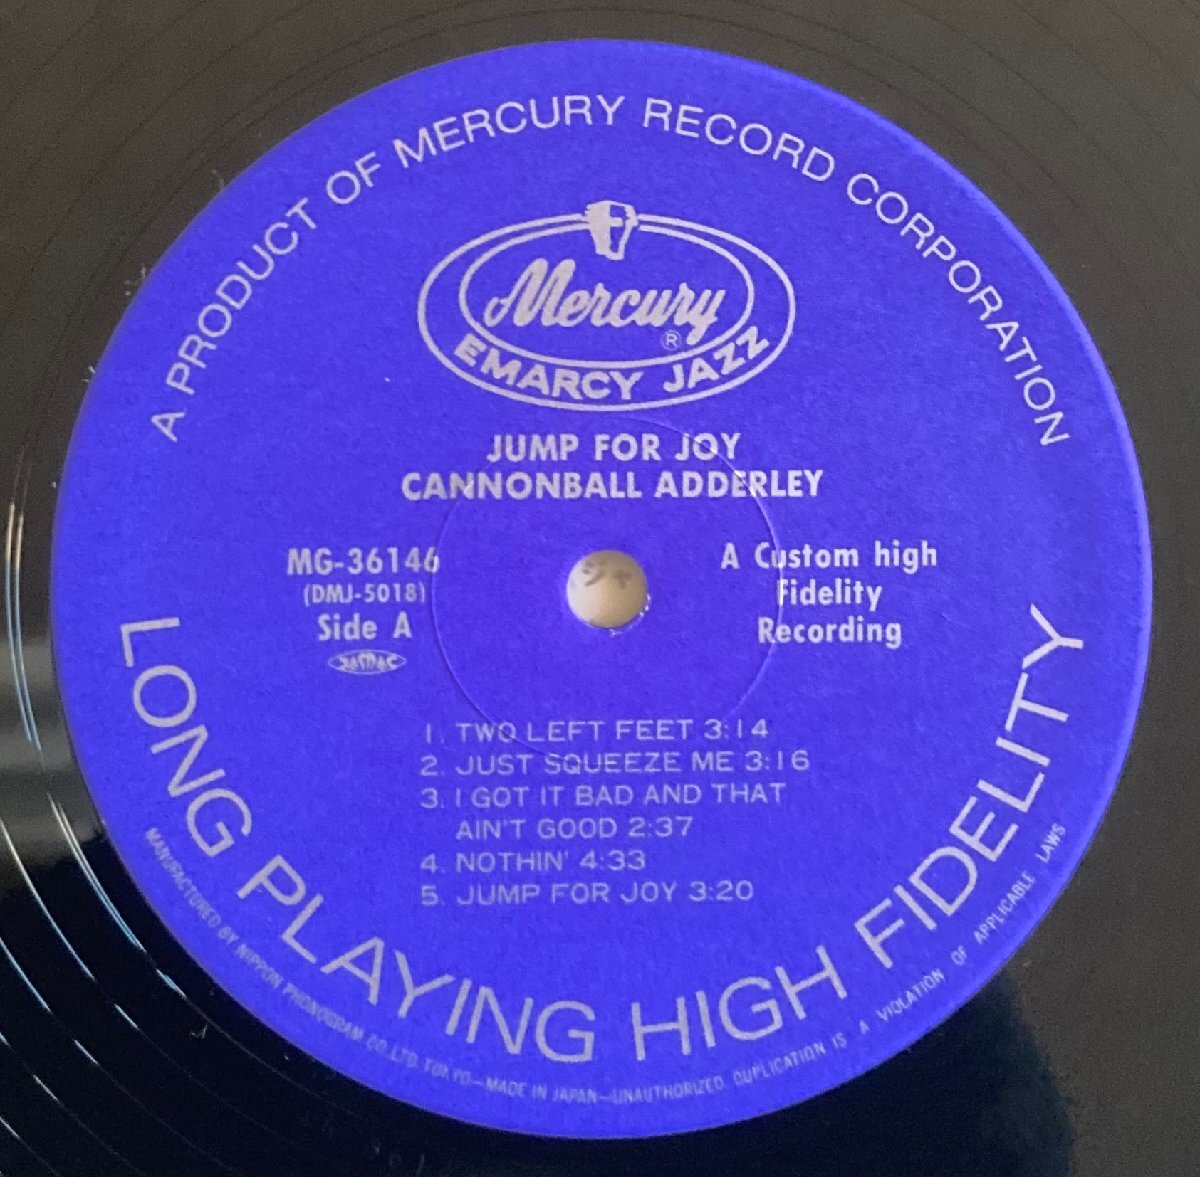 A PRODUCT OF MERCURY RECORD CORPORATION
Mercury ®
EMARCY JAZZ
JUMP FOR JOY
CANNONBALL ADDERLEY
MG-36146
(DMJ-5018)
Side A
A Custom high
Fidelity
Recording
1. TWO LEFT FEET 3:14
2. JUST SQUEEZE ME 3:16
3. I GOT IT BAD AND THAT
AIN'T GOOD 2:37
4. NOTHIN' 4:33
5. JUMP FOR JOY 3:20
LONG PLAYING HIGH FIDELITY
MANUFACTURED BY NIPPON PHONOGRAM CO., LTD. TOKYO—MADE IN JAPAN—UNAUTHORIZED DUPLICATION IS A VIOLATION OF APPLICABLE LAWS